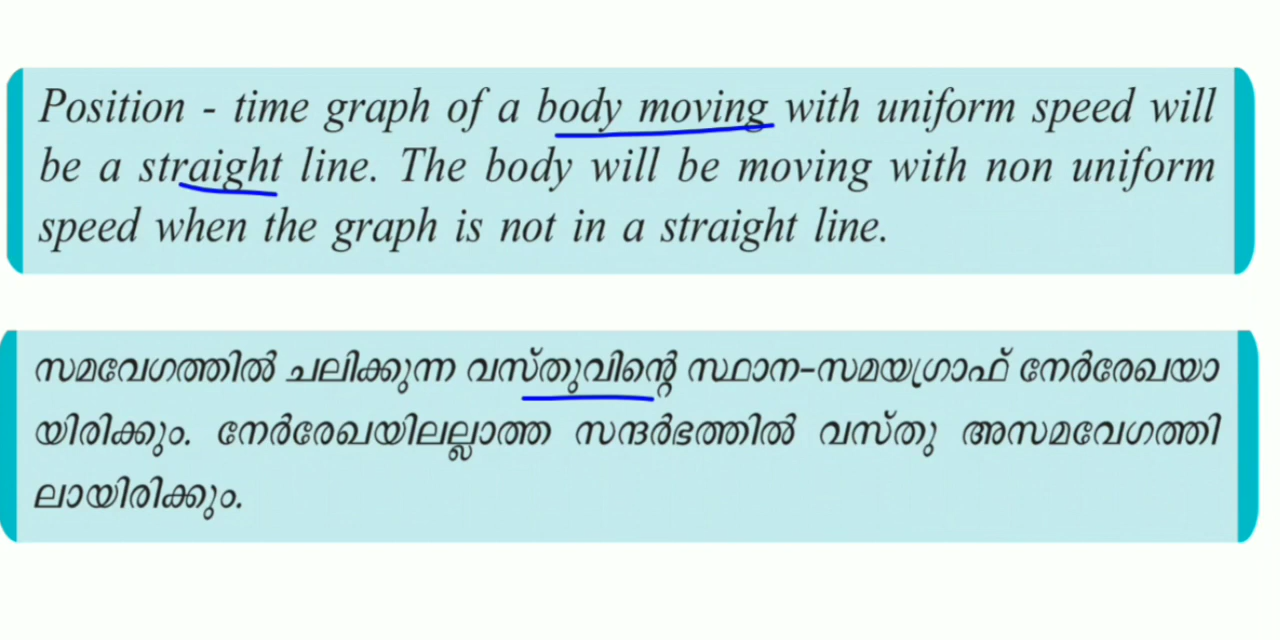 Position - time graph of a body moving with uniform speed will
be a straight line. The body will be moving with non uniform
speed when the graph is not in a straight line.
സമവേഗത്തിൽ ചലിക്കുന്ന വസ്തുവിന്റെ സ്ഥാന-സമയഗ്രാഫ് നേർരേഖയാ
യിരിക്കും. നേർരേഖയിലല്ലാത്ത സന്ദർഭത്തിൽ വസ്തു അസമവേഗത്തി
ലായിരിക്കും.